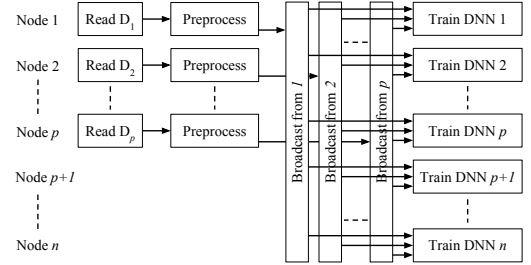 Node 1 Read D1 Preprocess Train DNN 1
Node 2 Read D2 Preprocess Train DNN 2
Node p Read Dp Preprocess Train DNN p
Node p+1 Train DNN p+1
Node n Train DNN n
Broadcast from 1
Broadcast from 2
Broadcast from p